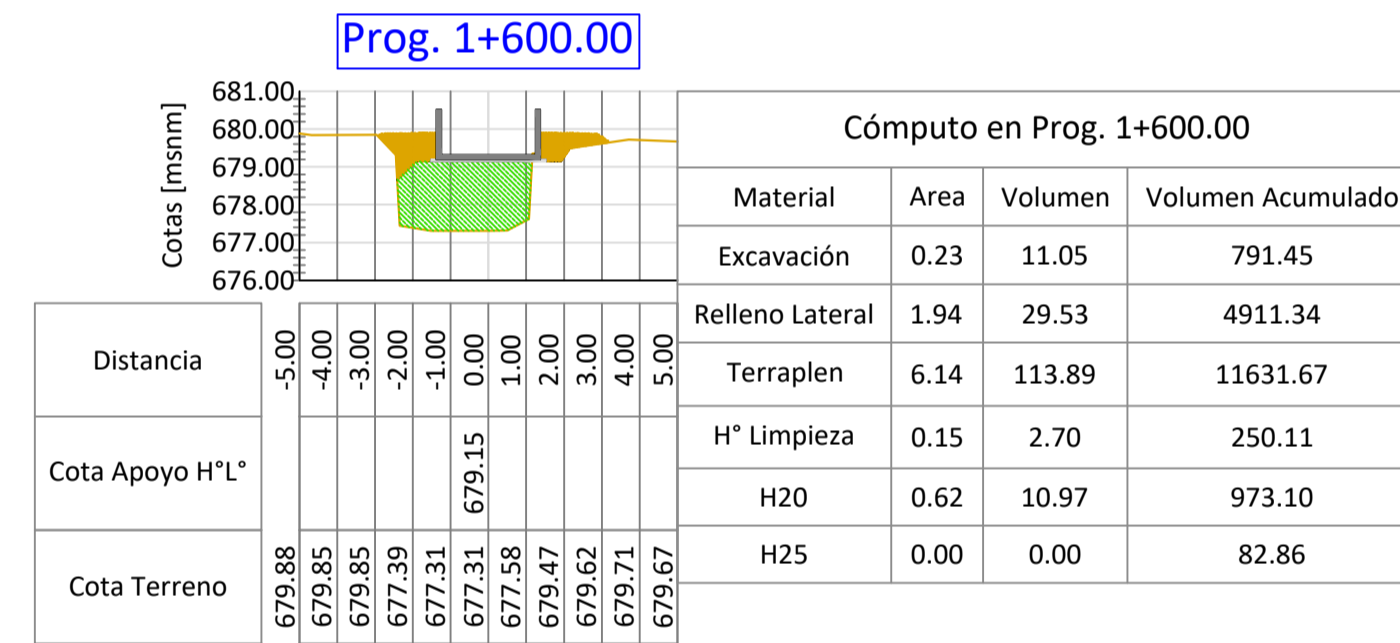 Prog. 1+600.00
Cotas [msnm]
681.00
680.00
679.00
678.00
677.00
676.00
Distancia
-5.00 -4.00 -3.00 -2.00 -1.00 0.00 1.00 2.00 3.00 4.00 5.00
Cota Apoyo H°L°
679.15
Cota Terreno
679.88 679.85 679.85 677.39 677.31 677.31 677.58 679.47 679.62 679.71 679.67
Cómputo en Prog. 1+600.00
Material Area Volumen Volumen Acumulado
Excavación 0.23 11.05 791.45
Relleno Lateral 1.94 29.53 4911.34
Terraplen 6.14 113.89 11631.67
H° Limpieza 0.15 2.70 250.11
H20 0.62 10.97 973.10
H25 0.00 0.00 82.86